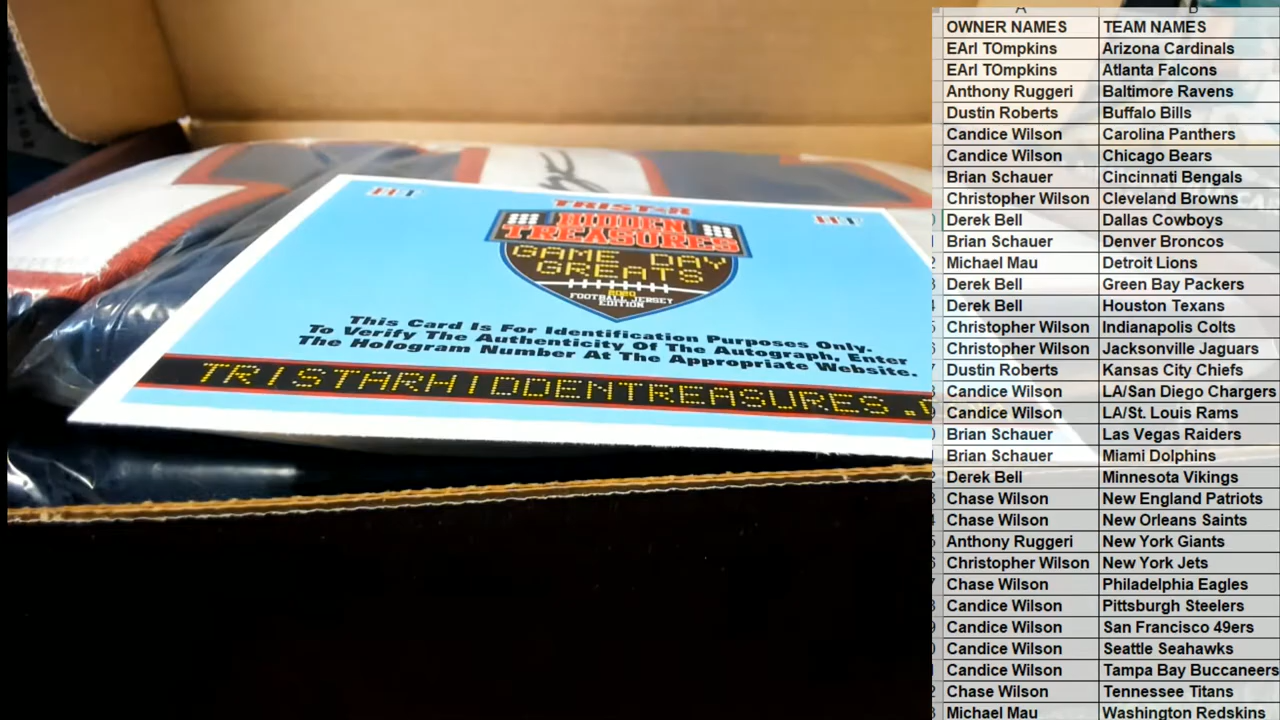 HT
HT
TRISTAR
HIDDEN
TREASURES
GAME DAY
GREATS
2020
FOOTBALL JERSEY
EDITION
This Card Is For Identification Purposes Only.
To Verify The Authenticity Of The Autograph, Enter
The Hologram Number At The Appropriate Website.
TRISTARHIDDENTREASURES.
A B
OWNER NAMES TEAM NAMES
EArl TOmpkins Arizona Cardinals
EArl TOmpkins Atlanta Falcons
Anthony Ruggeri Baltimore Ravens
Dustin Roberts Buffalo Bills
Candice Wilson Carolina Panthers
Candice Wilson Chicago Bears
Brian Schauer Cincinnati Bengals
Christopher Wilson Cleveland Browns
Derek Bell Dallas Cowboys
Brian Schauer Denver Broncos
Michael Mau Detroit Lions
Derek Bell Green Bay Packers
Derek Bell Houston Texans
Christopher Wilson Indianapolis Colts
Christopher Wilson Jacksonville Jaguars
Dustin Roberts Kansas City Chiefs
Candice Wilson LA/San Diego Chargers
Candice Wilson LA/St. Louis Rams
Brian Schauer Las Vegas Raiders
Brian Schauer Miami Dolphins
Derek Bell Minnesota Vikings
Chase Wilson New England Patriots
Chase Wilson New Orleans Saints
Anthony Ruggeri New York Giants
Christopher Wilson New York Jets
Chase Wilson Philadelphia Eagles
Candice Wilson Pittsburgh Steelers
Candice Wilson San Francisco 49ers
Candice Wilson Seattle Seahawks
Candice Wilson Tampa Bay Buccaneers
Chase Wilson Tennessee Titans
Michael Mau Washington Redskins